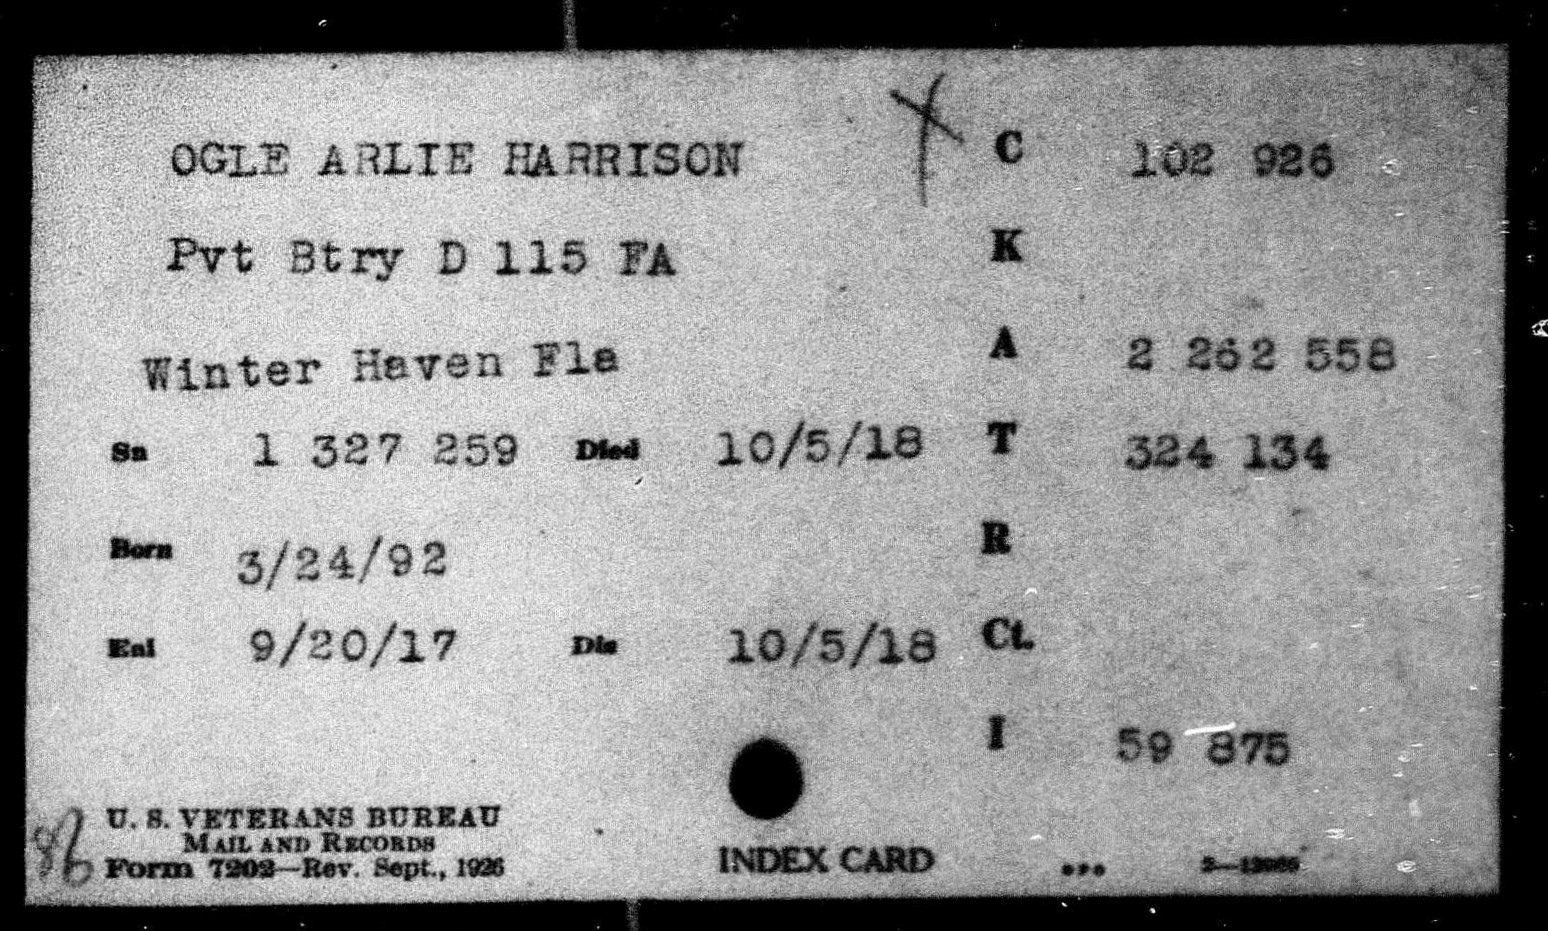 OGLE ARLIE HARRISON C 102 926
Pvt Btry D 115 FA K
Winter Haven Fla A 2 262 558
Sn 1 327 259 Died 10/5/18 T 324 134
Born 3/24/92 R
Enl 9/20/17 Dis 10/5/18 Ct.
I 59 875
U. S. VETERANS BUREAU
MAIL AND RECORDS
Form 7202—Rev. Sept., 1926 INDEX CARD